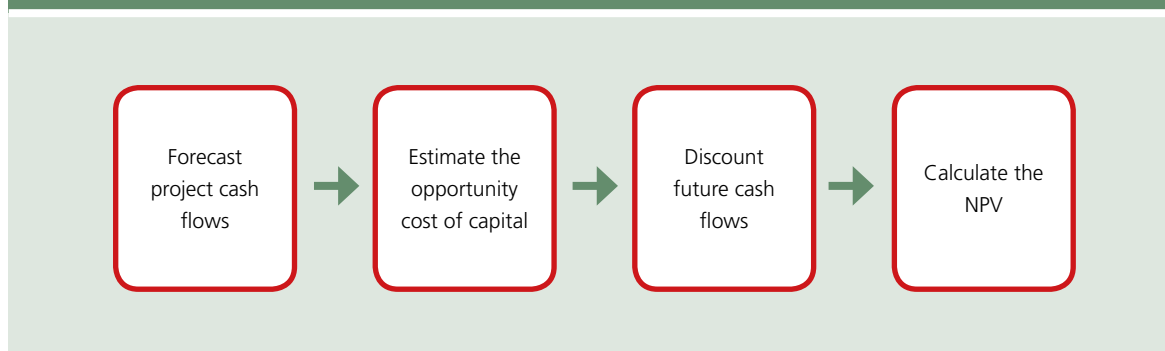 Forecast
project cash
flows
Estimate the
opportunity
cost of capital
Discount
future cash
flows
Calculate the
NPV